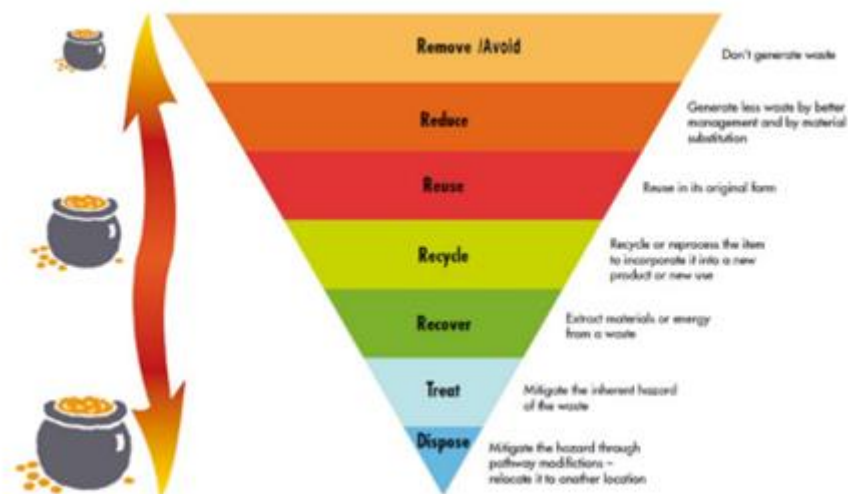 Remove /Avoid
Don't generate waste
Reduce
Generate less waste by better
management and by material
substitution
Reuse
Reuse in its original form
Recycle
Recycle or reprocess the item
to incorporate it into a new
product or new use
Recover
Extract materials or energy
from a waste
Treat
Mitigate the inherent hazard
of the waste
Dispose
Mitigate the hazard through
pathway modifictions –
relocate it to another location